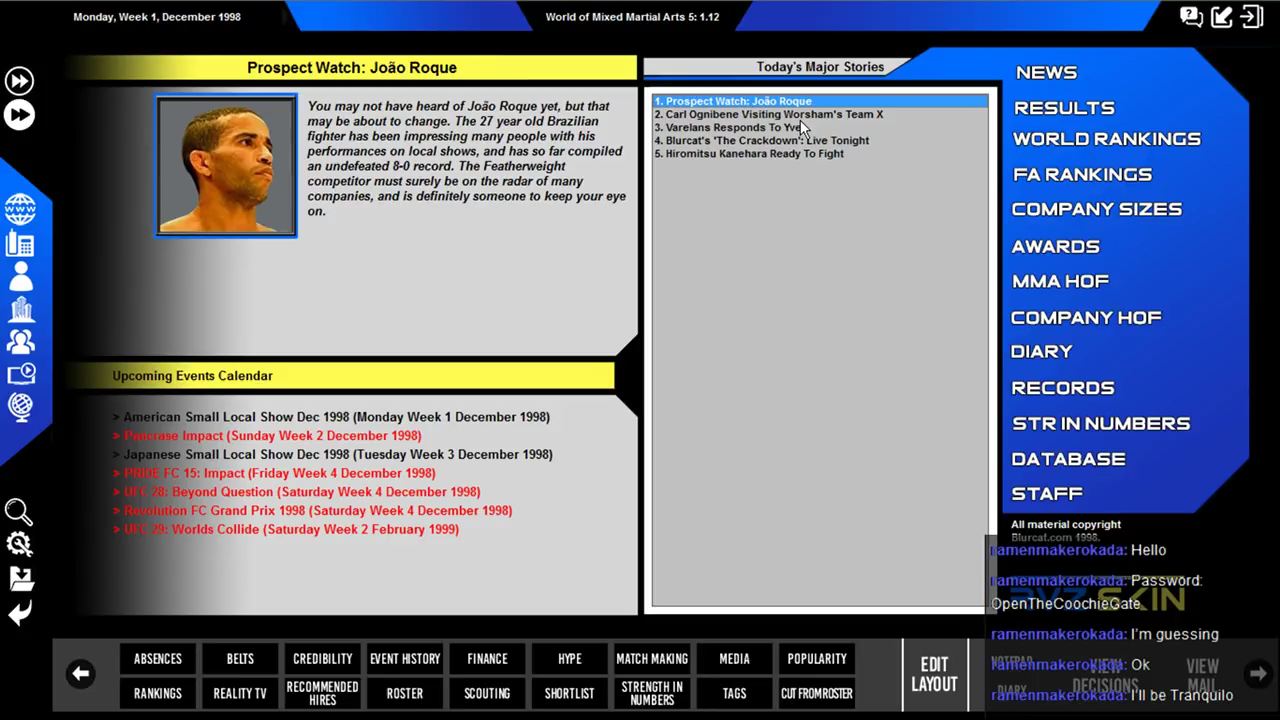 Monday, Week 1, December 1998
World of Mixed Martial Arts 5: 1.12
Prospect Watch: João Roque
You may not have heard of João Roque yet, but that
may be about to change. The 27 year old Brazilian
fighter has been impressing many people with his
performances on local shows, and has so far compiled
an undefeated 8-0 record. The Featherweight
competitor must surely be on the radar of many
companies, and is definitely someone to keep your eye
on.
Upcoming Events Calendar
> American Small Local Show Dec 1998 (Monday Week 1 December 1998)
> Pancrase Impact (Sunday Week 2 December 1998)
> Japanese Small Local Show Dec 1998 (Tuesday Week 3 December 1998)
> PRIDE FC 15: Impact (Friday Week 4 December 1998)
> UFC 28: Beyond Question (Saturday Week 4 December 1998)
> Revolution FC Grand Prix 1998 (Saturday Week 4 December 1998)
> UFC 29: Worlds Collide (Saturday Week 2 February 1999)
Today's Major Stories
1. Prospect Watch: João Roque
2. Carl Ognibene Visiting Worsham's Team X
3. Varelans Responds To
4. Blurcat's 'The Crackdown': Live Tonight
5. Hiromitsu Kanehara Ready To Fight
NEWS
RESULTS
WORLD RANKINGS
FA RANKINGS
COMPANY SIZES
AWARDS
MMA HOF
COMPANY HOF
DIARY
RECORDS
STR IN NUMBERS
DATABASE
STAFF
All material copyright
Blurcat.com 1998.
ramenmakerokada: Hello
ramenmakerokada: Password:
OpenTheCoochieGate
ramenmakerokada: I'm guessing
ramenmakerokada: Ok
ramenmakerokada: I'll be Tranquilo
SKIN
ABSENCES
BELTS
CREDIBILITY
EVENT HISTORY
FINANCE
HYPE
MATCH MAKING
MEDIA
POPULARITY
RANKINGS
REALITY TV
RECOMMENDED
HIRES
ROSTER
SCOUTING
SHORTLIST
STRENGTH IN
NUMBERS
TAGS
CUT FROM ROSTER
EDIT
LAYOUT
NOTEPAD
DIARY
VIEW
DECISIONS
VIEW
MAIL
WWW